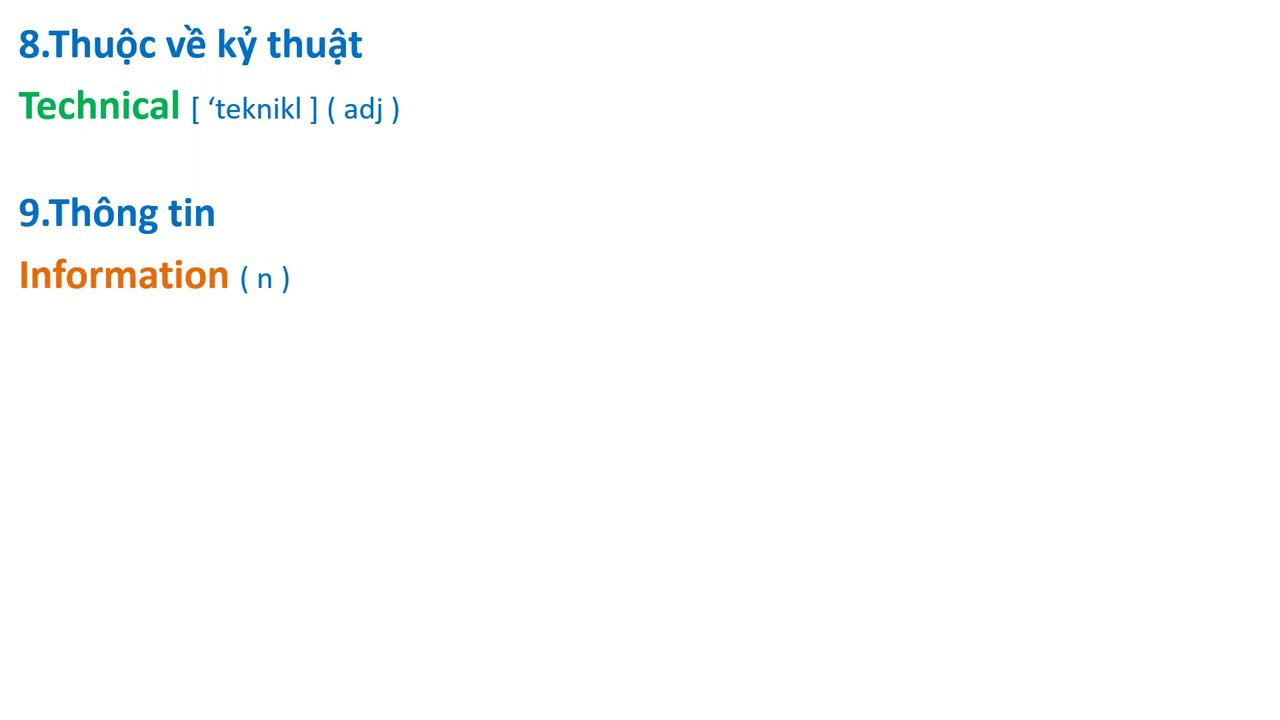 8.Thuộc về kỷ thuật
Technical [ ‘teknikl ] ( adj )
9.Thông tin
Information ( n )